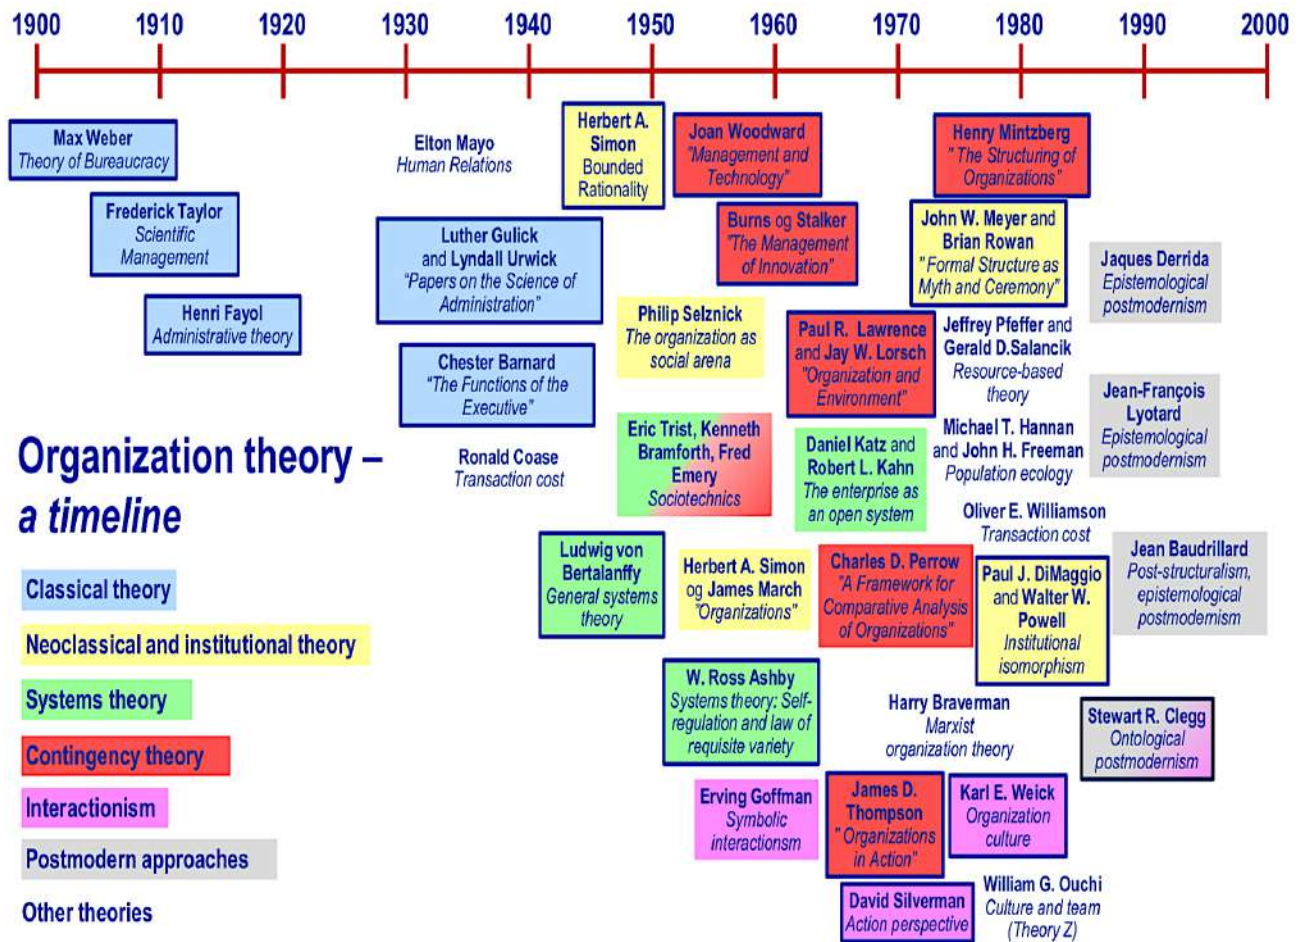 1900 1910 1920 1930 1940 1950 1960 1970 1980 1990 2000
Max Weber
Theory of Bureaucracy
Frederick Taylor
Scientific
Management
Henri Fayol
Administrative theory
Elton Mayo
Human Relations
Luther Gulick
and Lyndall Urwick
"Papers on the Science of
Administration"
Chester Barnard
"The Functions of the
Executive"
Ronald Coase
Transaction cost
Herbert A.
Simon
Bounded
Rationality
Philip Selznick
The organization as
social arena
Eric Trist, Kenneth
Bramforth, Fred
Emery
Sociotechnics
Ludwig von
Bertalanffy
General systems
theory
Joan Woodward
"Management and
Technology"
Burns og Stalker
"The Management
of Innovation"
Paul R. Lawrence
and Jay W. Lorsch
"Organization and
Environment"
Daniel Katz and
Robert L. Kahn
The enterprise as
an open system
Herbert A. Simon
og James March
"Organizations"
Charles D. Perrow
"A Framework for
Comparative Analysis
of Organizations"
W. Ross Ashby
Systems theory: Self-
regulation and law of
requisite variety
Erving Goffman
Symbolic
interactionsm
James D.
Thompson
" Organizations
in Action"
David Silverman
Action perspective
Henry Mintzberg
" The Structuring of
Organizations"
John W. Meyer and
Brian Rowan
" Formal Structure as
Myth and Ceremony"
Jeffrey Pfeffer and
Gerald D.Salancik
Resource-based
theory
Michael T. Hannan
and John H. Freeman
Population ecology
Oliver E. Williamson
Transaction cost
Paul J. DiMaggio
and Walter W.
Powell
Institutional
isomorphism
Harry Braverman
Marxist
organization theory
Karl E. Weick
Organization
culture
William G. Ouchi
Culture and team
(Theory Z)
Jaques Derrida
Epistemological
postmodernism
Jean-François
Lyotard
Epistemological
postmodernism
Jean Baudrillard
Post-structuralism,
epistemological
postmodernism
Stewart R. Clegg
Ontological
postmodernism
Organization theory –
a timeline
Classical theory
Neoclassical and institutional theory
Systems theory
Contingency theory
Interactionism
Postmodern approaches
Other theories